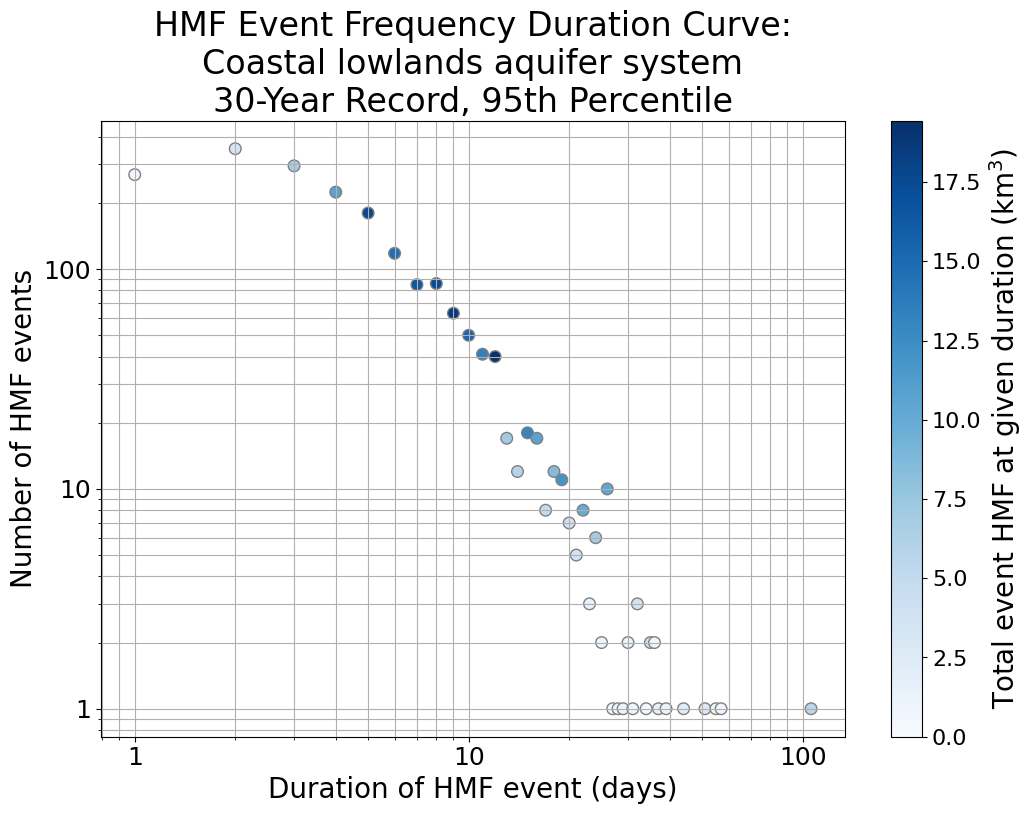 HMF Event Frequency Duration Curve:
Coastal lowlands aquifer system
30-Year Record, 95th Percentile
Number of HMF events
100
10
1
1
10
100
Duration of HMF event (days)
17.5
15.0
12.5
10.0
7.5
5.0
2.5
0.0
Total event HMF at given duration (km³)